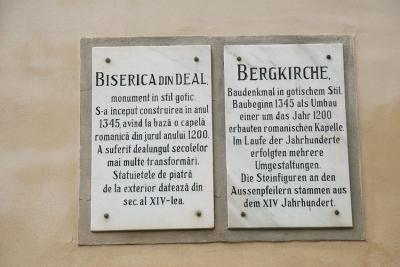 BISERICA DIN DEAL,
monument în stil gotic.
S-a început construirea în anul
1345, avînd la bază o capelă
romanică din jurul anului 1200.
A suferit dealungul secolelor
mai multe transformări.
Statuietele de piatră
de la exterior datează din
sec. al XIV-lea.
BERGKIRCHE,
Baudenkmal in gotischem Stil.
Baubeginn 1345 als Umbau
einer um das Jahr 1200
erbauten romanischen Kapelle.
Im Laufe der Jahrhunderte
erfolgten mehrere
Umgestaltungen.
Die Steinfiguren an den
Aussenpfeilern stammen aus
dem XIV Jahrhundert.